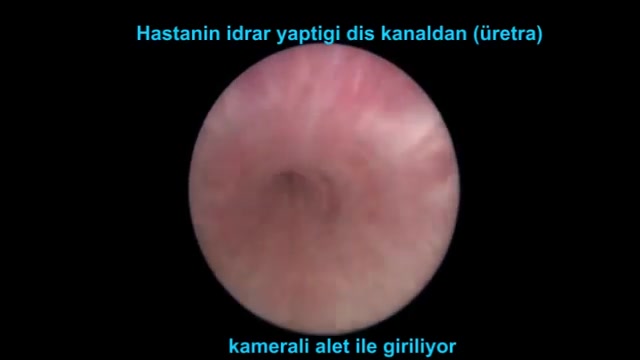 Hastanin idrar yaptigi dis kanaldan (üretra)
kamerali alet ile giriliyor